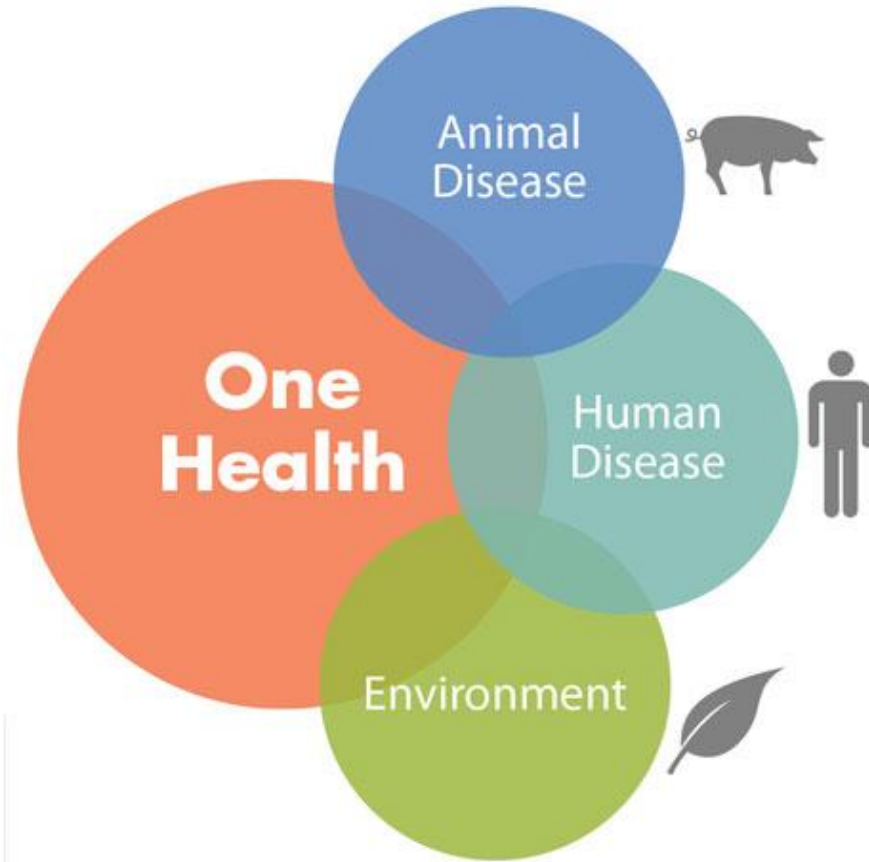 Animal
Disease
One
Health
Human
Disease
Environment